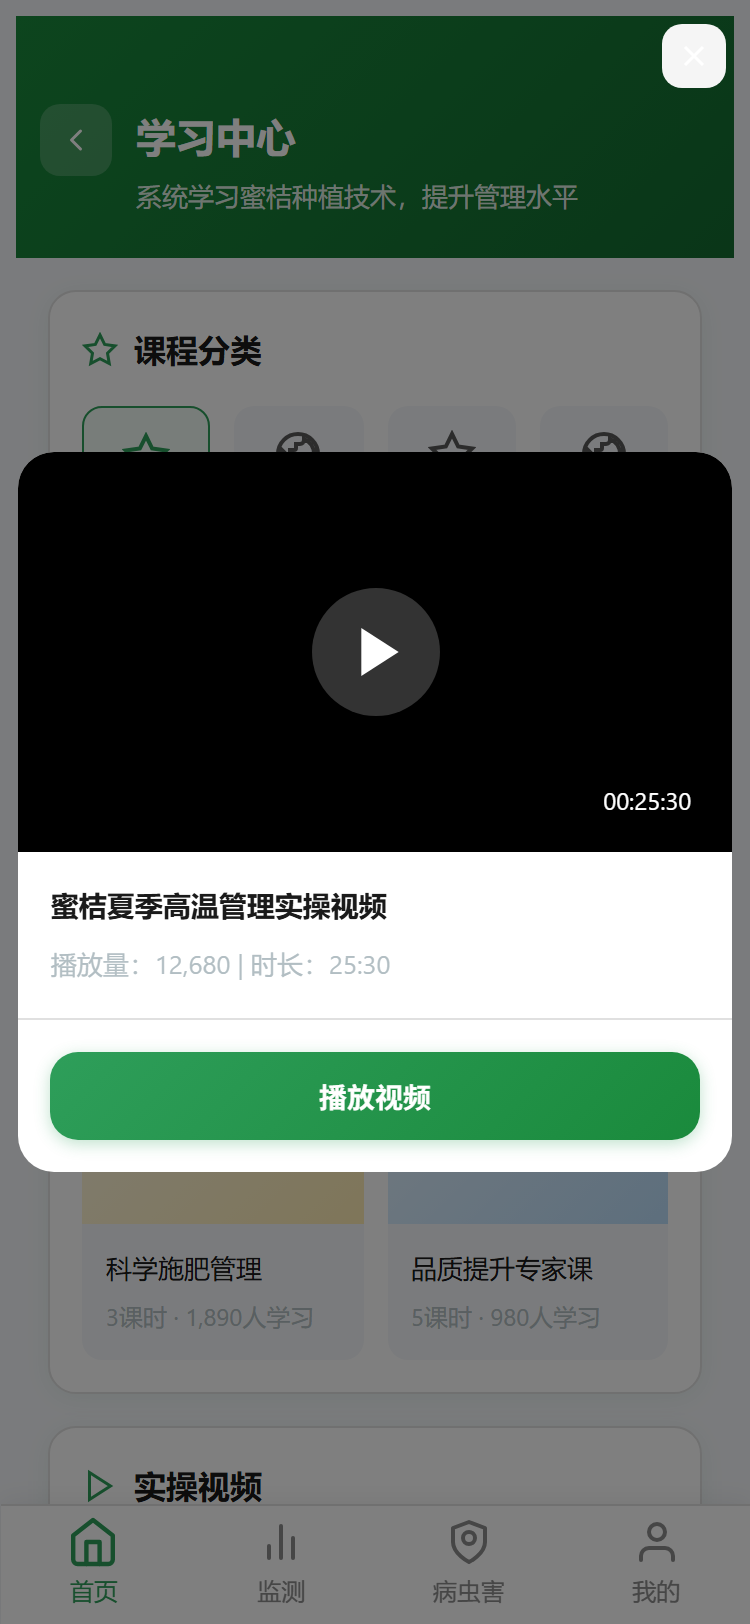 学习中心
系统学习蜜桔种植技术，提升管理水平
课程分类
00:25:30
蜜桔夏季高温管理实操视频
播放量：12,680 | 时长：25:30
播放视频
科学施肥管理
品质提升专家课
3课时 · 1,890人学习
5课时 · 980人学习
实操视频
首页
监测
病虫害
我的